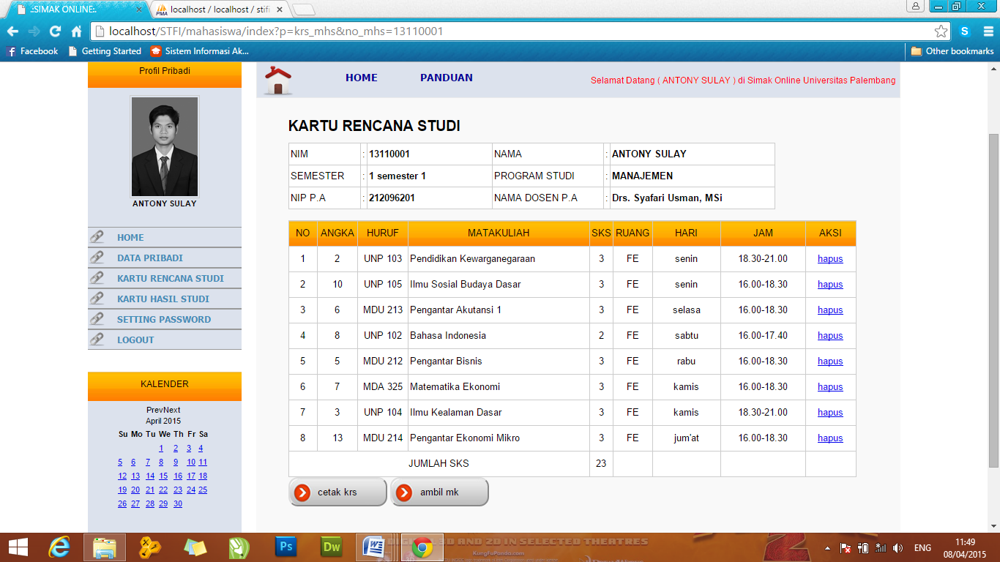 .:SIMAK ONLINE:.
localhost / localhost / stifi
localhost/STFI/mahasiswa/index?p=krs_mhs&no_mhs=13110001
Facebook Getting Started Sistem Informasi Ak... Other bookmarks
Profil Pribadi
ANTONY SULAY
HOME
DATA PRIBADI
KARTU RENCANA STUDI
KARTU HASIL STUDI
SETTING PASSWORD
LOGOUT
KALENDER
PrevNext
April 2015
Su Mo Tu We Th Fr Sa
1 2 3 4
5 6 7 8 9 10 11
12 13 14 15 16 17 18
19 20 21 22 23 24 25
26 27 28 29 30
HOME PANDUAN Selamat Datang ( ANTONY SULAY ) di Simak Online Universitas Palembang
KARTU RENCANA STUDI
NIM : 13110001 NAMA : ANTONY SULAY
SEMESTER : 1 semester 1 PROGRAM STUDI : MANAJEMEN
NIP P.A : 212096201 NAMA DOSEN P.A : Drs. Syafari Usman, MSi
NO ANGKA HURUF MATAKULIAH SKS RUANG HARI JAM AKSI
1 2 UNP 103 Pendidikan Kewarganegaraan 3 FE senin 18.30-21.00 hapus
2 10 UNP 105 Ilmu Sosial Budaya Dasar 3 FE senin 16.00-18.30 hapus
3 6 MDU 213 Pengantar Akutansi 1 3 FE selasa 16.00-18.30 hapus
4 8 UNP 102 Bahasa Indonesia 2 FE sabtu 16.00-17.40 hapus
5 5 MDU 212 Pengantar Bisnis 3 FE rabu 16.00-18.30 hapus
6 7 MDA 325 Matematika Ekonomi 3 FE kamis 16.00-18.30 hapus
7 3 UNP 104 Ilmu Kealaman Dasar 3 FE kamis 18.30-21.00 hapus
8 13 MDU 214 Pengantar Ekonomi Mikro 3 FE jum'at 16.00-18.30 hapus
JUMLAH SKS 23
cetak krs ambil mk
3D AND 2D IN SELECTED THEATRES
KungFuPanda.com
ENG
11:49
08/04/2015